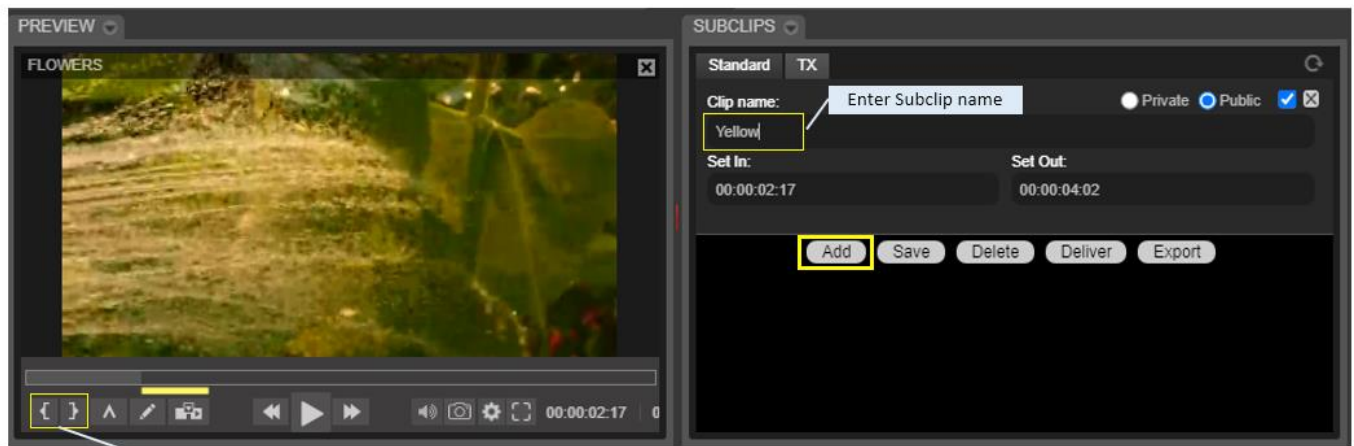 PREVIEW
FLOWERS
{ } 00:00:02:17 0
SUBCLIPS
Standard TX
Clip name: Enter Subclip name Private Public
Yellow
Set In: Set Out:
00:00:02:17 00:00:04:02
Add Save Delete Deliver Export